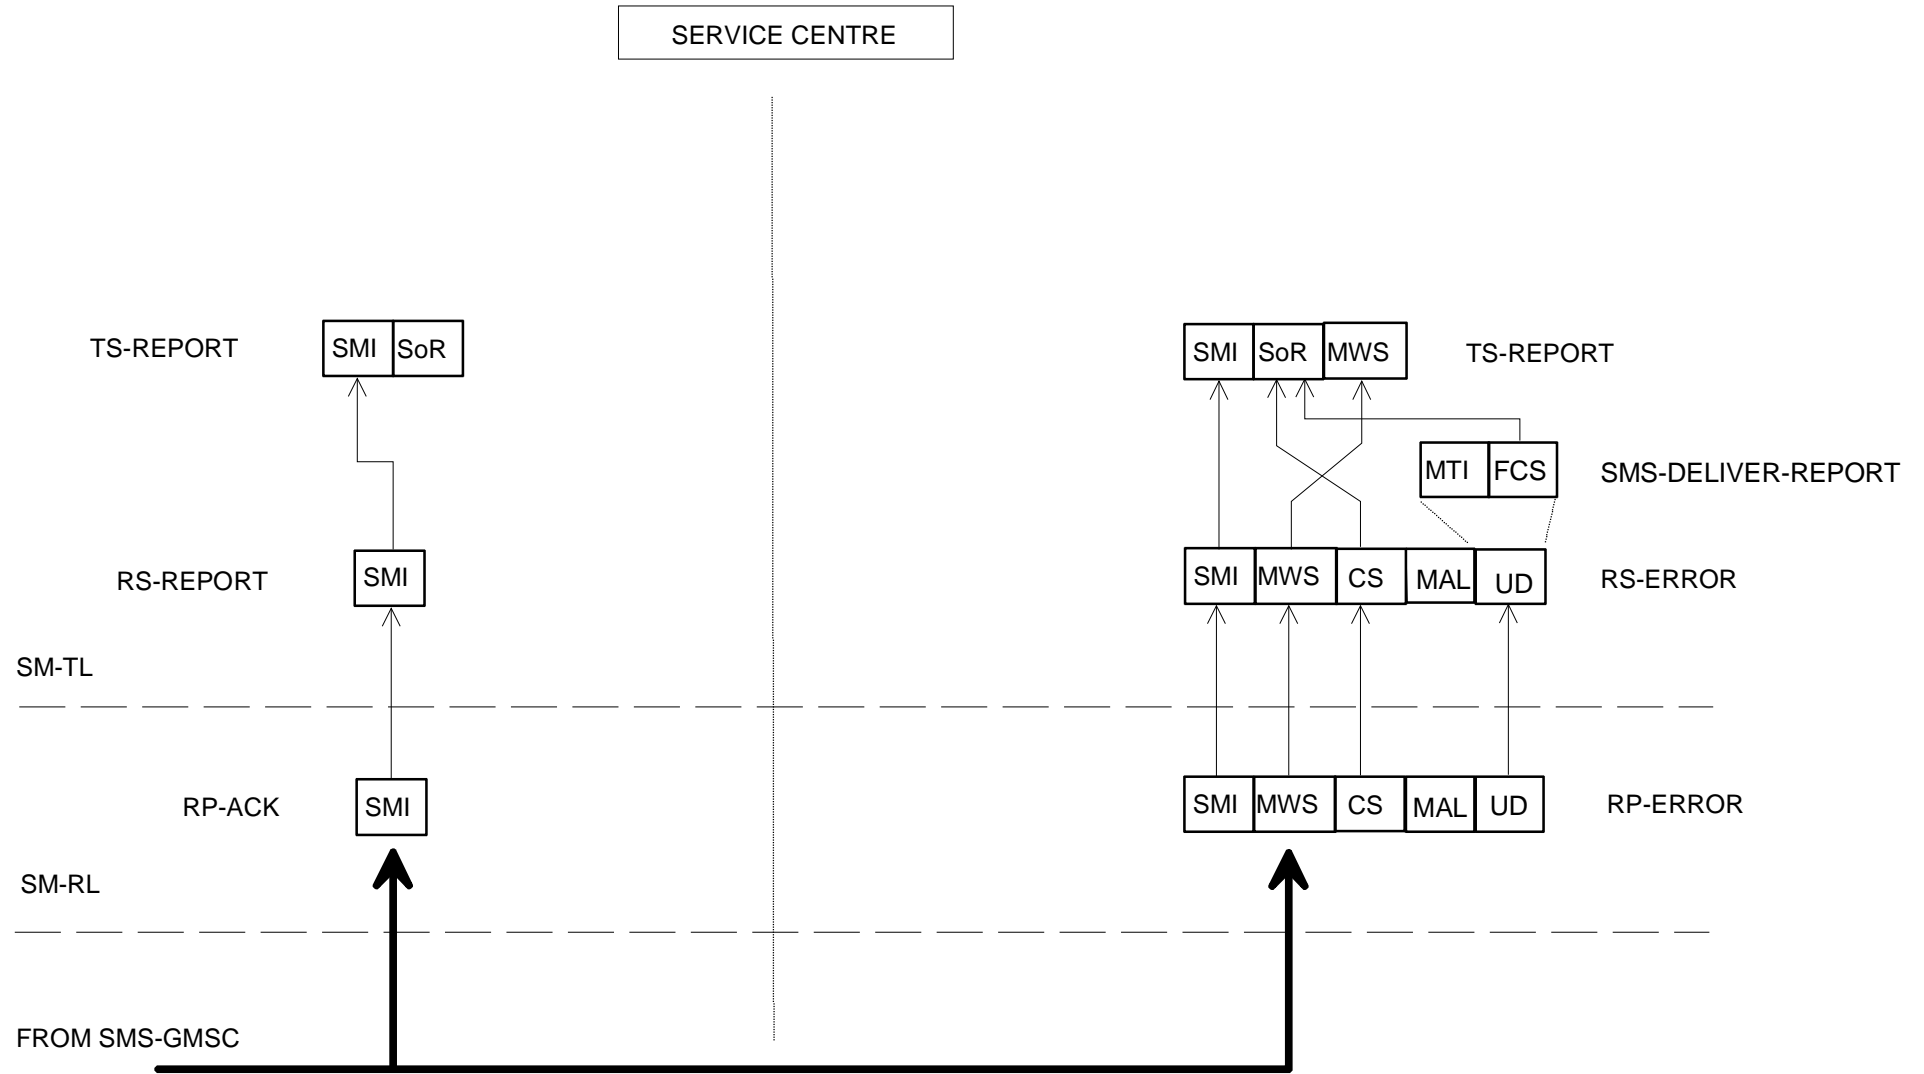 SERVICE CENTRE
TS-REPORT SMI SoR SMI SoR MWS TS-REPORT
MTI FCS SMS-DELIVER-REPORT
RS-REPORT SMI SMI MWS CS MAL UD RS-ERROR
SM-TL
RP-ACK SMI SMI MWS CS MAL UD RP-ERROR
SM-RL
FROM SMS-GMSC